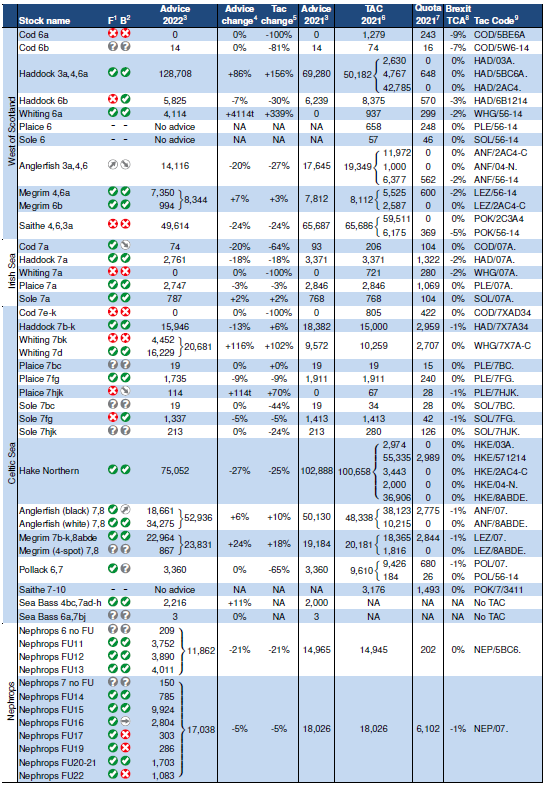 Stock name F¹ B² Advice 2022³ Advice change⁴ Tac change⁵ Advice 2021³ TAC 2021⁶ Quota 2021⁷ Brexit TCA⁸ Tac Code⁹
West of Scotland
Cod 6a 0 0% -100% 0 1,279 243 -9% COD/5BE6A
Cod 6b ? ? 14 0% -81% 14 74 16 -7% COD/5W6-14
Haddock 3a,4,6a 128,708 +86% +156% 69,280 50,182
2,630 0 0% HAD/03A.
4,767 648 0% HAD/5BC6A.
42,785 0 0% HAD/2AC4.
Haddock 6b 5,825 -7% -30% 6,239 8,375 570 -3% HAD/6B1214
Whiting 6a 4,114 +4114t +339% 0 937 299 -2% WHG/56-14
Plaice 6 - - No advice NA NA 658 248 0% PLE/56-14
Sole 6 - - No advice NA NA 57 46 0% SOL/56-14
Anglerfish 3a,4,6 14,116 -20% -27% 17,645 19,349
11,972 0 0% ANF/2AC4-C
1,000 0 0% ANF/04-N.
6,377 562 -2% ANF/56-14
Megrim 4,6a 7,350 5,525 600 -2% LEZ/56-14
8,344 +7% +3% 7,812 8,112
Megrim 6b 994 2,587 0 0% LEZ/2AC4-C
Saithe 4,6,3a 49,614 -24% -24% 65,687 65,686
59,511 0 0% POK/2C3A4
6,175 369 -5% POK/56-14
Irish Sea
Cod 7a 74 -20% -64% 93 206 104 0% COD/07A.
Haddock 7a 2,761 -18% -18% 3,371 3,371 1,322 -2% HAD/07A.
Whiting 7a 0 0% -100% 0 721 280 -2% WHG/07A.
Plaice 7a 2,747 -3% -3% 2,846 2,846 1,069 0% PLE/07A.
Sole 7a 787 +2% +2% 768 768 104 0% SOL/07A.
Celtic Sea
Cod 7e-k 0 0% -100% 0 805 422 0% COD/7XAD34
Haddock 7b-k 15,946 -13% +6% 18,382 15,000 2,959 -1% HAD/7X7A34
Whiting 7bk 4,452
20,681 +116% +102% 9,572 10,259 2,707 0% WHG/7X7A-C
Whiting 7d 16,229
Plaice 7bc ? ? 19 0% +0% 19 19 15 0% PLE/7BC.
Plaice 7fg 1,735 -9% -9% 1,911 1,911 240 0% PLE/7FG.
Plaice 7hjk 114 +114t +70% 0 67 28 -1% PLE/7HJK.
Sole 7bc ? ? 19 0% -44% 19 34 28 0% SOL/7BC.
Sole 7fg 1,337 -5% -5% 1,413 1,413 42 -1% SOL/7FG.
Sole 7hjk ? ? 213 0% -24% 213 280 126 0% SOL/7HJK.
Hake Northern 75,052 -27% -25% 102,888 100,658
2,974 0 0% HKE/03A.
55,335 2,989 0% HKE/571214
3,443 0 0% HKE/2AC4-C
2,000 0 0% HKE/04-N.
36,906 0 0% HKE/8ABDE.
Anglerfish (black) 7,8 18,661 38,123 2,775 -1% ANF/07.
52,936 +6% +10% 50,130 48,338
Anglerfish (white) 7,8 34,275 10,215 0 0% ANF/8ABDE.
Megrim 7b-k,8abde 22,964 18,365 2,844 -1% LEZ/07.
23,831 +24% +18% 19,184 20,181
Megrim (4-spot) 7,8 ? ? 867 1,816 0 0% LEZ/8ABDE.
Pollack 6,7 ? 3,360 0% -65% 3,360 9,610
9,426 680 -1% POL/07.
184 26 0% POL/56-14
Saithe 7-10 No advice NA NA 3,176 1,493 0% POK/7/3411
Sea Bass 4bc,7ad-h 2,216 +11% 2,000 NA NA NA No TAC
Sea Bass 6a,7bj ? ? 3 0% NA 3 NA NA NA No TAC
Nephrops
Nephrops 6 no FU ? ? 209
Nephrops FU11 3,752
11,862 -21% -21% 14,965 14,945 202 0% NEP/5BC6.
Nephrops FU12 3,890
Nephrops FU13 4,011
Nephrops 7 no FU ? ? 150
Nephrops FU14 785
Nephrops FU15 9,924
Nephrops FU16 2,804
17,038 -5% -5% 18,026 18,026 6,102 -1% NEP/07.
Nephrops FU17 303
Nephrops FU19 286
Nephrops FU20-21 1,703
Nephrops FU22 1,083